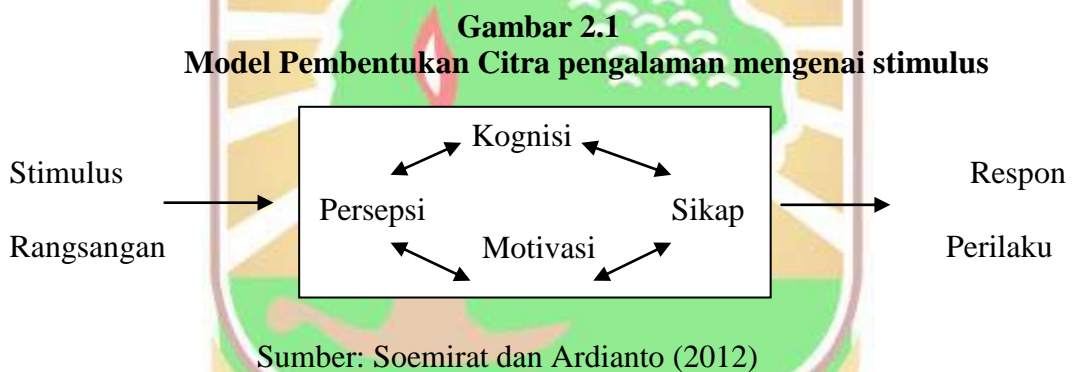 Gambar 2.1
Model Pembentukan Citra pengalaman mengenai stimulus
Kognisi
Stimulus
Respon
Persepsi
Sikap
Rangsangan
Motivasi
Perilaku
Sumber: Soemirat dan Ardianto (2012)